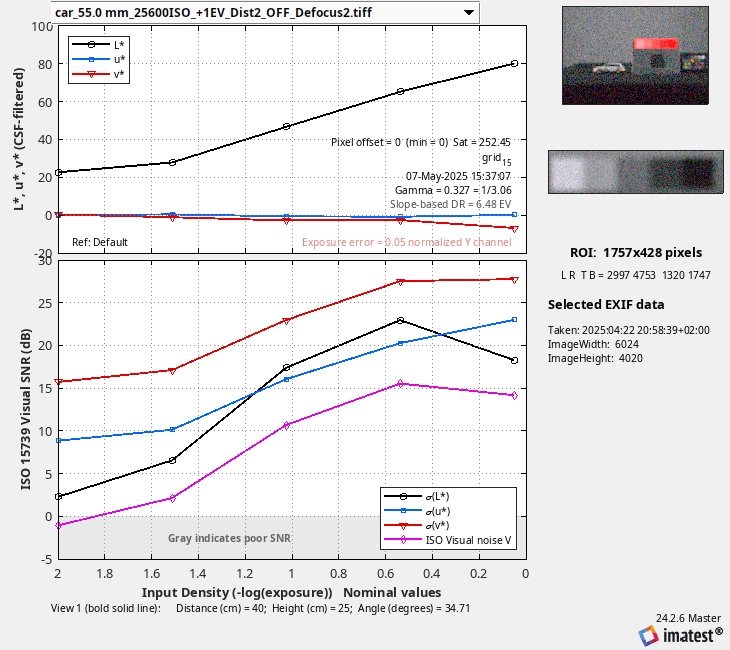 car_55.0 mm_25600ISO_+1EV_Dist2_OFF_Defocus2.tiff
L*, u*, v* (CSF-filtered)
100
80
60
40
20
0
-20
L*
u*
v*
Pixel offset = 0 (min = 0) Sat = 252.45
grid15
07-May-2025 15:37:07
Gamma = 0.327 = 1/3.06
Slope-based DR = 6.48 EV
Ref: Default
Exposure error = 0.05 normalized Y channel
ISO 15739 Visual SNR (dB)
30
25
20
15
10
5
0
-5
σ(L*)
σ(u*)
σ(v*)
ISO Visual noise V
Gray indicates poor SNR
2 1.8 1.6 1.4 1.2 1 0.8 0.6 0.4 0.2 0
Input Density (-log(exposure)) Nominal values
View 1 (bold solid line): Distance (cm) = 40; Height (cm) = 25; Angle (degrees) = 34.71
ROI: 1757x428 pixels
L R T B = 2997 4753 1320 1747
Selected EXIF data
Taken: 2025:04:22 20:58:39+02:00
ImageWidth: 6024
ImageHeight: 4020
24.2.6 Master
imatest®